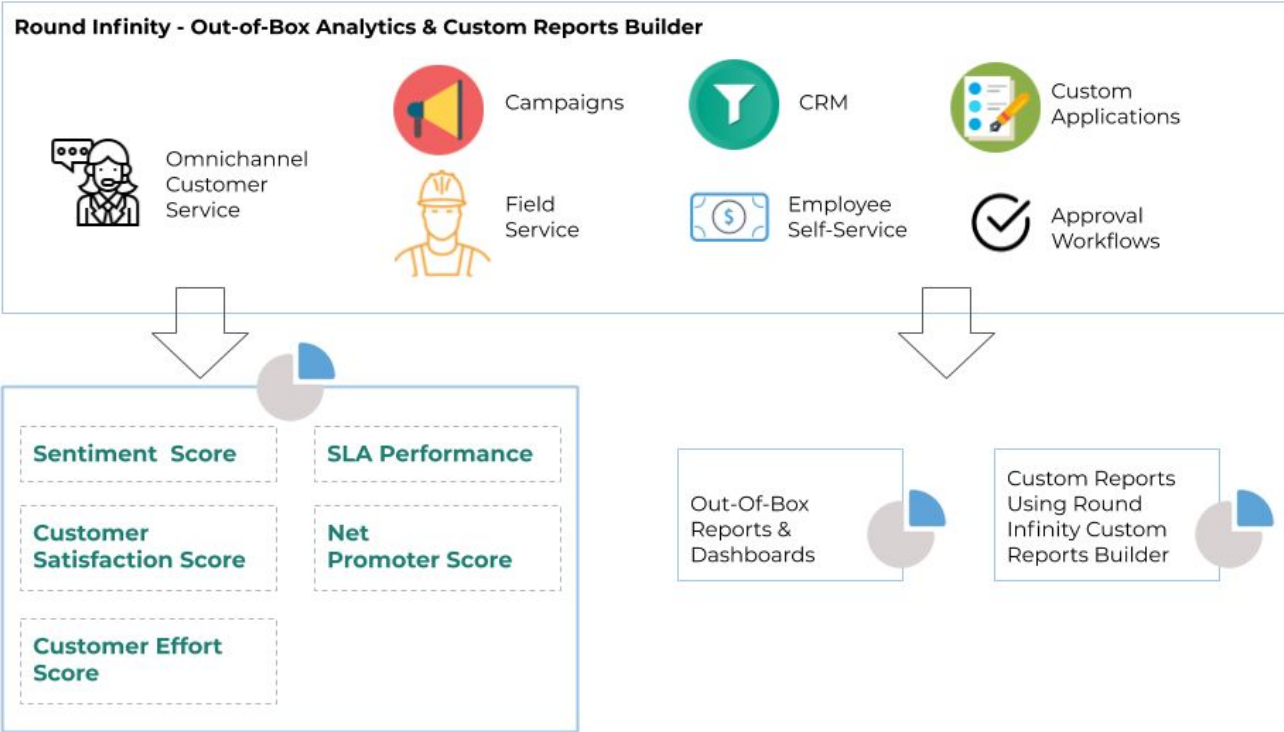 Round Infinity - Out-of-Box Analytics & Custom Reports Builder
Omnichannel
Customer
Service
Campaigns
Field
Service
CRM
Employee
Self-Service
Custom
Applications
Approval
Workflows
Sentiment Score
SLA Performance
Customer
Satisfaction Score
Net
Promoter Score
Customer Effort
Score
Out-Of-Box
Reports &
Dashboards
Custom Reports
Using Round
Infinity Custom
Reports Builder